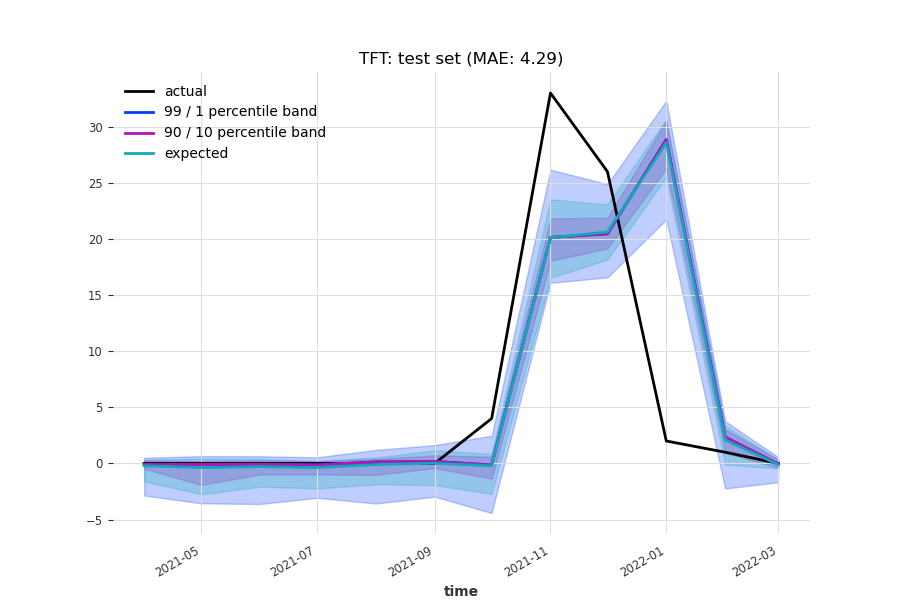 TFT: test set (MAE: 4.29)
actual
99 / 1 percentile band
90 / 10 percentile band
expected
30
25
20
15
10
5
0
−5
2021-05
2021-07
2021-09
2021-11
2022-01
2022-03
time